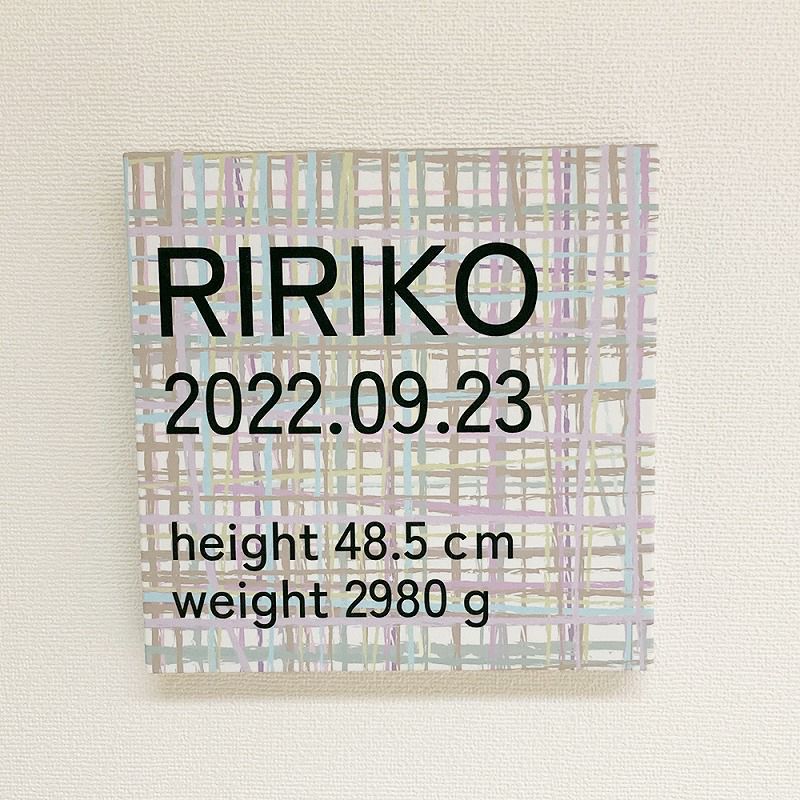 RIRIKO
2022.09.23
height 48.5 cm
weight 2980 g